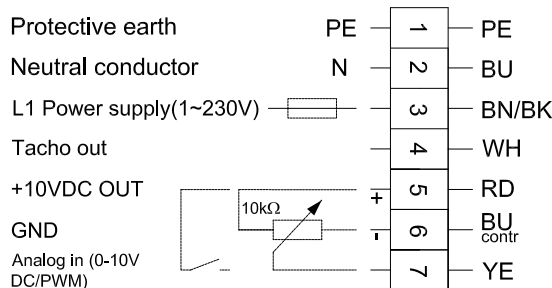 Protective earth PE 1 PE
Neutral conductor N 2 BU
L1 Power supply(1~230V) 3 BN/BK
Tacho out 4 WH
+10VDC OUT + 5 RD
10kΩ
GND - 6 BU
contr
Analog in (0-10V
DC/PWM) 7 YE